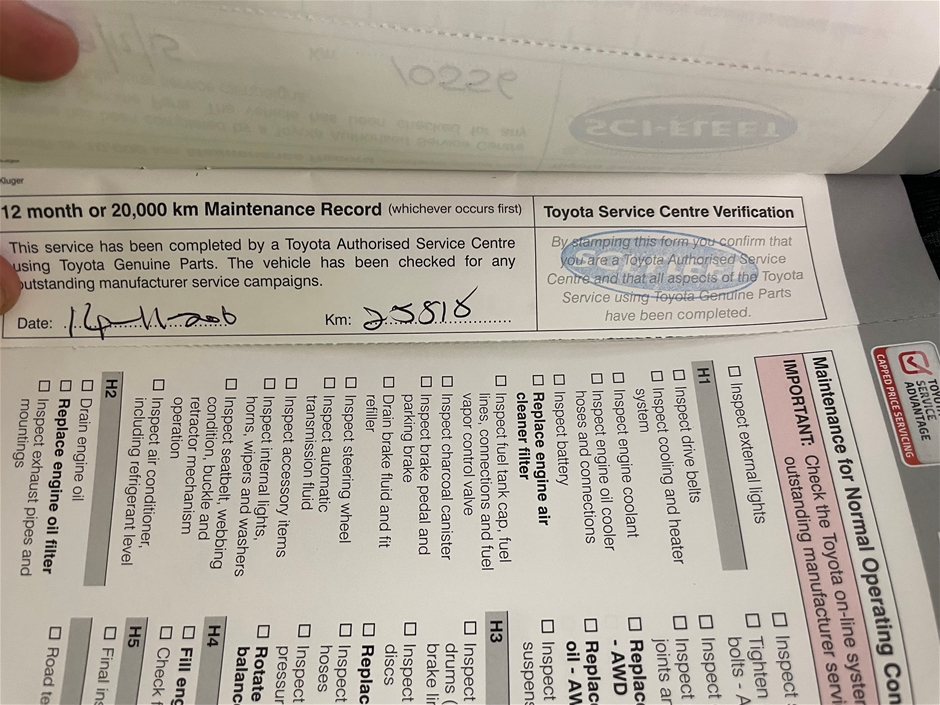 Kluger
12 month or 20,000 km Maintenance Record (whichever occurs first)
This service has been completed by a Toyota Authorised Service Centre
using Toyota Genuine Parts. The vehicle has been checked for any
outstanding manufacturer service campaigns.
Date:
Km: 25818
Toyota Service Centre Verification
By stamping this form you confirm that
you are a Toyota Authorised Service
Centre and that all aspects of the Toyota
Service using Toyota Genuine Parts
have been completed.
SCI-FLEET
TOYOTA
SERVICE
ADVANTAGE
CAPPED PRICE SERVICING
Maintenance for Normal Operating Con
IMPORTANT: Check the Toyota on-line system
outstanding manufacturer servi
Inspect external lights
H1
Inspect drive belts
Inspect cooling and heater
system
Inspect engine coolant
Inspect engine oil cooler
hoses and connections
Inspect battery
Replace engine air
cleaner filter
Inspect fuel tank cap, fuel
lines, connections and fuel
vapor control valve
Inspect charcoal canister
Inspect brake pedal and
parking brake
Drain brake fluid and fit
refiller
Inspect steering wheel
Inspect automatic
transmission fluid
Inspect accessory items
Inspect internal lights,
horns, wipers and washers
Inspect seatbelt, webbing
condition, buckle and
retractor mechanism
operation
Inspect air conditioner,
including refrigerant level
H2
Drain engine oil
Replace engine oil filter
Inspect exhaust pipes and
mountings
Inspect
Tighten
bolts - A
Inspect
Inspect
joints ar
Replac
- AWD
Replac
oil - AW
Inspect
suspens
H3
Inspect
drums (
brake lin
Inspect
discs
Replac
Inspect
hoses
Inspect
pressur
Rotate
balanc
H4
Fill eng
Check f
H5
Final ins
Road te